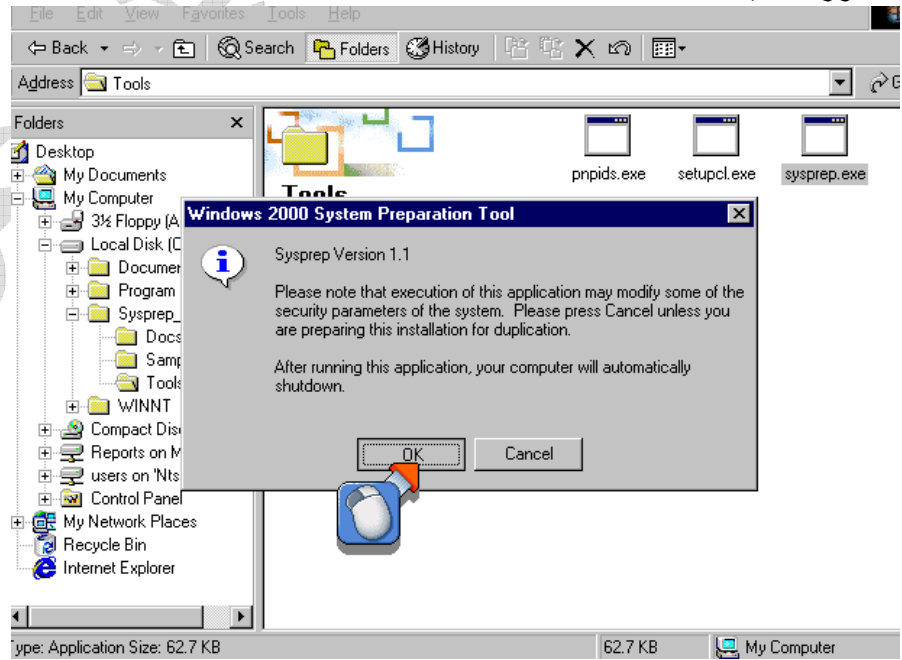 File Edit View Favorites Tools Help
Back Search Folders History
Address Tools
Folders
Desktop
My Documents
My Computer
3½ Floppy (A
Local Disk (C
Documen
Program
Sysprep_
Docs
Samp
Tools
WINNT
Compact Disc
Reports on M
users on 'Nts
Control Panel
My Network Places
Recycle Bin
Internet Explorer
Tools
pnpids.exe setupcl.exe sysprep.exe
Windows 2000 System Preparation Tool
Sysprep Version 1.1
Please note that execution of this application may modify some of the
security parameters of the system. Please press Cancel unless you
are preparing this installation for duplication.
After running this application, your computer will automatically
shutdown.
OK Cancel
ype: Application Size: 62.7 KB 62.7 KB My Computer